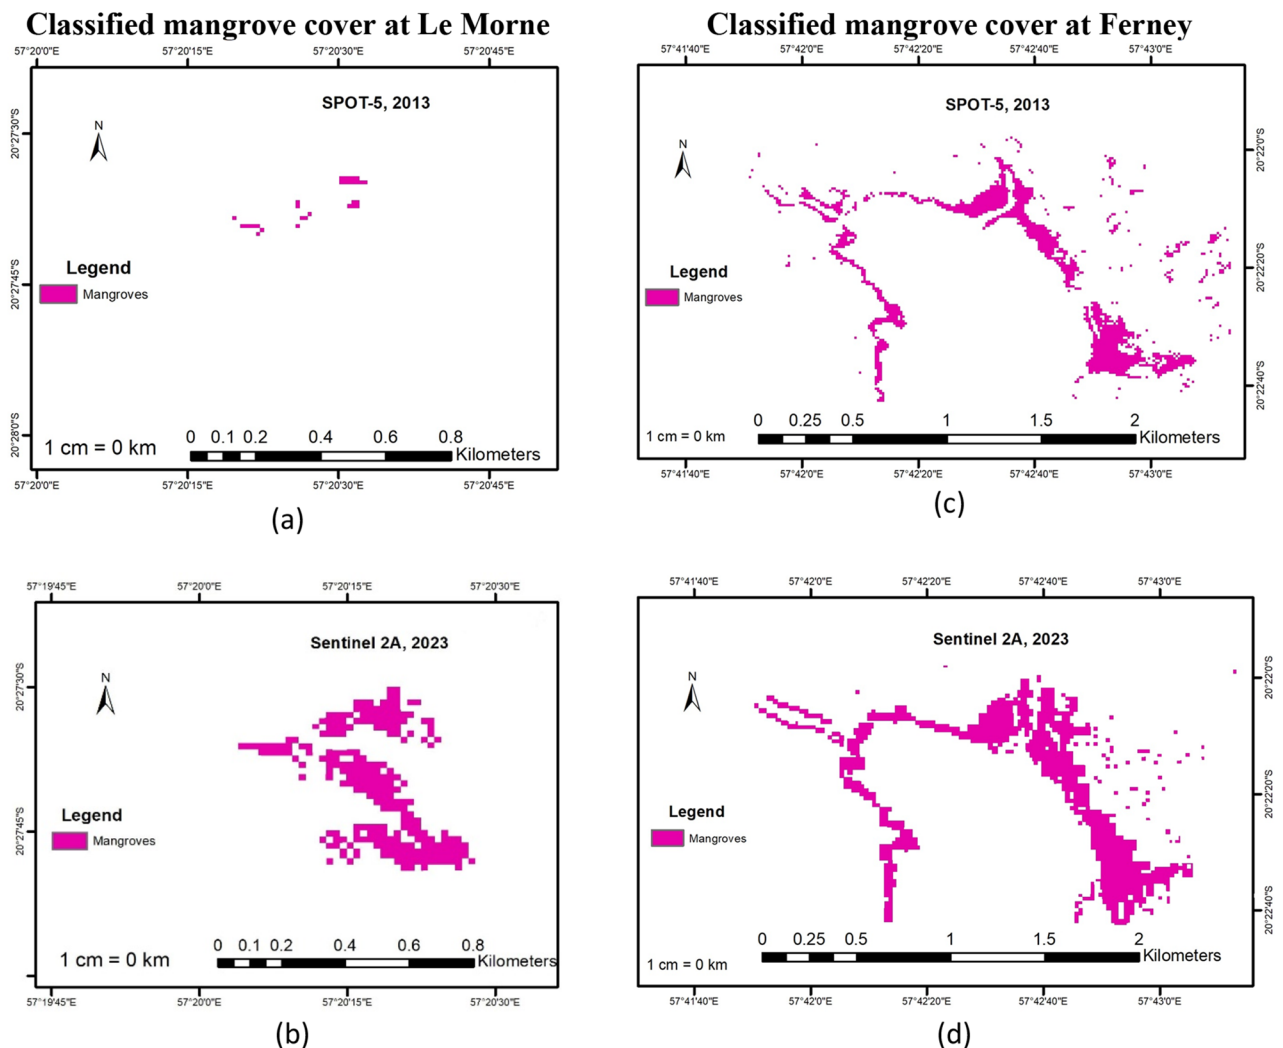 Classified mangrove cover at Le Morne
57°20'0"E 57°20'15"E 57°20'30"E 57°20'45"E
SPOT-5, 2013
N
20°27'30"S
20°27'45"S
20°28'0"S
Legend
Mangroves
1 cm = 0 km
0 0.1 0.2 0.4 0.6 0.8
Kilometers
57°20'0"E 57°20'15"E 57°20'30"E 57°20'45"E
(a)
Classified mangrove cover at Ferney
57°41'40"E 57°42'0"E 57°42'20"E 57°42'40"E 57°43'0"E
SPOT-5, 2013
N
20°22'0"S
20°22'20"S
20°22'40"S
Legend
Mangroves
1 cm = 0 km
0 0.25 0.5 1 1.5 2
Kilometers
57°41'40"E 57°42'0"E 57°42'20"E 57°42'40"E 57°43'0"E
(c)
57°19'45"E 57°20'0"E 57°20'15"E 57°20'30"E
Sentinel 2A, 2023
N
20°27'30"S
20°27'45"S
Legend
Mangroves
1 cm = 0 km
0 0.1 0.2 0.4 0.6 0.8
Kilometers
57°19'45"E 57°20'0"E 57°20'15"E 57°20'30"E
(b)
57°41'40"E 57°42'0"E 57°42'20"E 57°42'40"E 57°43'0"E
Sentinel 2A, 2023
N
20°22'0"S
20°22'20"S
20°22'40"S
Legend
Mangroves
1 cm = 0 km
0 0.25 0.5 1 1.5 2
Kilometers
57°41'40"E 57°42'0"E 57°42'20"E 57°42'40"E 57°43'0"E
(d)